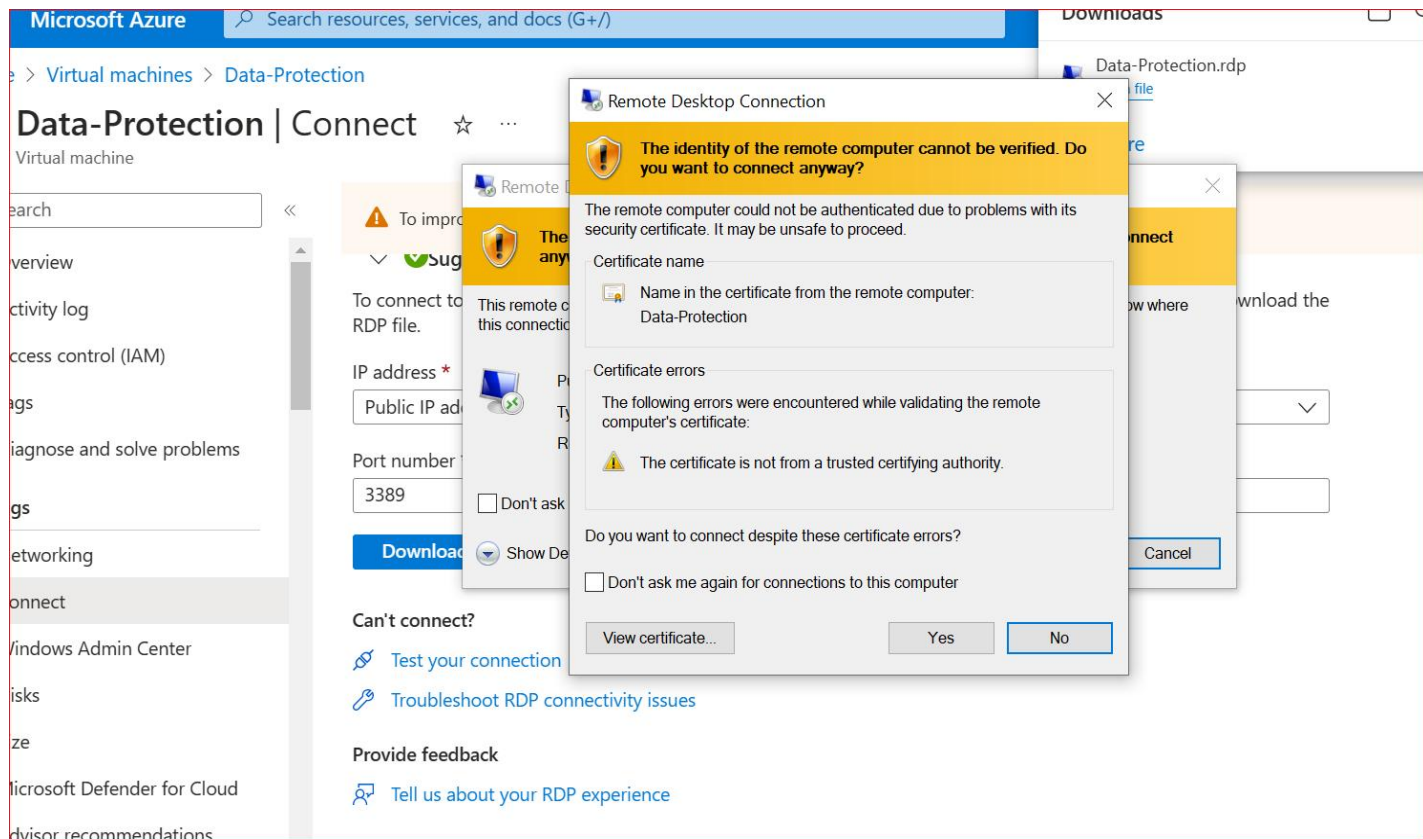 Microsoft Azure
Search resources, services, and docs (G+/)
Downloads
Data-Protection.rdp
file
re
e > Virtual machines > Data-Protection
Data-Protection | Connect ☆ ...
Virtual machine
earch
«
verview
ctivity log
ccess control (IAM)
ags
iagnose and solve problems
gs
etworking
onnect
Vindows Admin Center
isks
ze
icrosoft Defender for Cloud
dvisor recommendations
To impro
Sug
To connect to
wnload the
RDP file.
IP address *
Public IP add
Port number
3389
Download
Can't connect?
Test your connection
Troubleshoot RDP connectivity issues
Provide feedback
Tell us about your RDP experience
Remote D
The
onnect
anyw
This remote c
ow where
this connectio
Pu
Ty
R
Don't ask
Show De
Cancel
Remote Desktop Connection
The identity of the remote computer cannot be verified. Do
you want to connect anyway?
The remote computer could not be authenticated due to problems with its
security certificate. It may be unsafe to proceed.
Certificate name
Name in the certificate from the remote computer:
Data-Protection
Certificate errors
The following errors were encountered while validating the remote
computer's certificate:
The certificate is not from a trusted certifying authority.
Do you want to connect despite these certificate errors?
Don't ask me again for connections to this computer
View certificate...
Yes
No